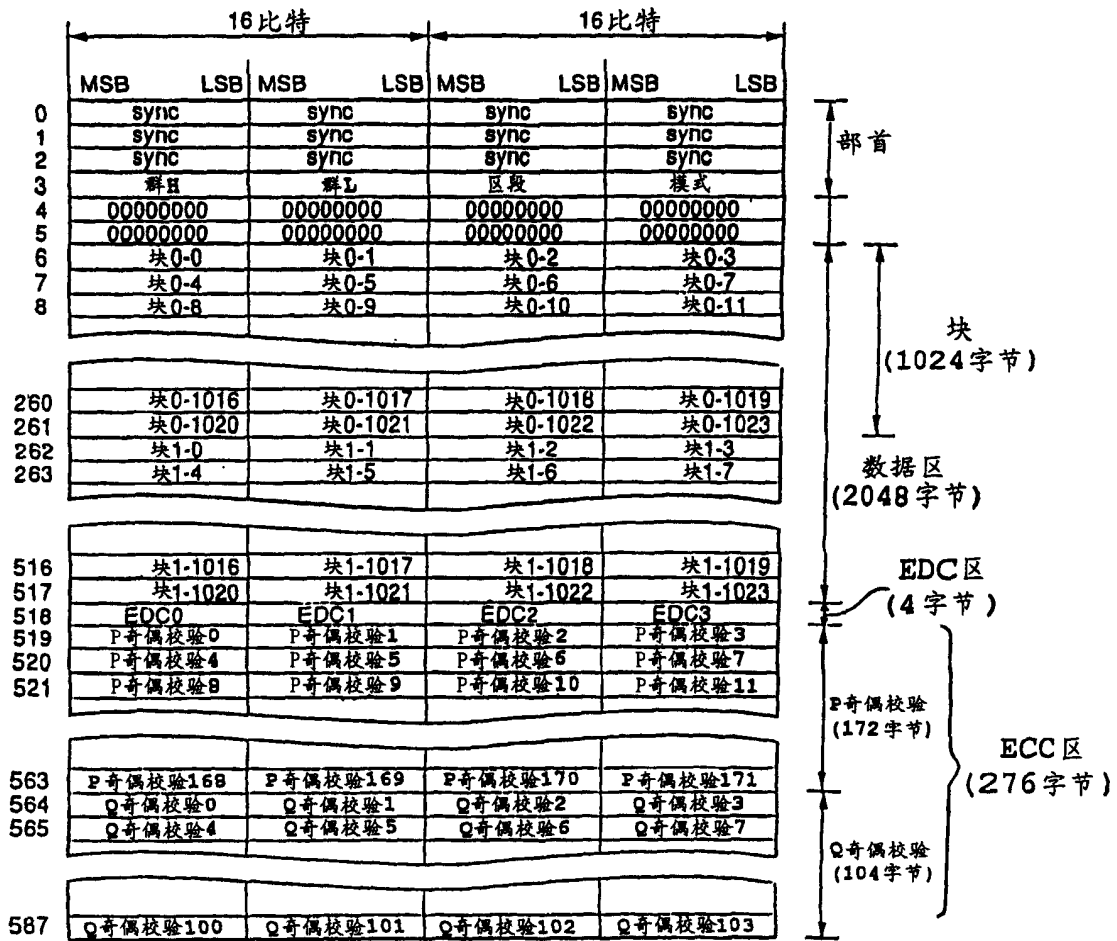 16比特 16比特
MSB LSB MSB LSB MSB LSB MSB LSB
0 sync sync sync sync
1 sync sync sync sync
2 sync sync sync sync
部首
3 群H 群L 区段 模式
4 00000000 00000000 00000000 00000000
5 00000000 00000000 00000000 00000000
6 块0-0 块0-1 块0-2 块0-3
7 块0-4 块0-5 块0-6 块0-7
8 块0-8 块0-9 块0-10 块0-11
块
(1024字节)
260 块0-1016 块0-1017 块0-1018 块0-1019
261 块0-1020 块0-1021 块0-1022 块0-1023
262 块1-0 块1-1 块1-2 块1-3
263 块1-4 块1-5 块1-6 块1-7
数据区
(2048字节)
516 块1-1016 块1-1017 块1-1018 块1-1019
517 块1-1020 块1-1021 块1-1022 块1-1023
518 EDC0 EDC1 EDC2 EDC3
EDC区
(4字节)
519 P奇偶校验0 P奇偶校验1 P奇偶校验2 P奇偶校验3
520 P奇偶校验4 P奇偶校验5 P奇偶校验6 P奇偶校验7
521 P奇偶校验8 P奇偶校验9 P奇偶校验10 P奇偶校验11
P奇偶校验
(172字节)
ECC区
(276字节)
563 P奇偶校验168 P奇偶校验169 P奇偶校验170 P奇偶校验171
564 Q奇偶校验0 Q奇偶校验1 Q奇偶校验2 Q奇偶校验3
565 Q奇偶校验4 Q奇偶校验5 Q奇偶校验6 Q奇偶校验7
Q奇偶校验
(104字节)
587 Q奇偶校验100 Q奇偶校验101 Q奇偶校验102 Q奇偶校验103